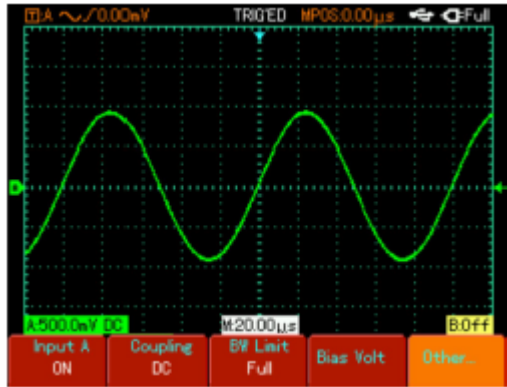 T:A 0.00mV TRIG'ED MPOS:0.00μs Full
A:500.0mV DC M:20.00μs B:Off
Input A Coupling BW Limit Bias Volt Other...
ON DC Full